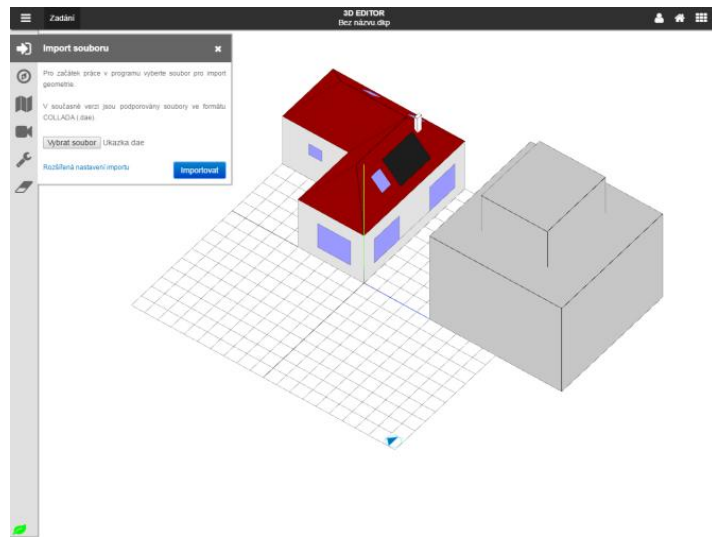 Zadání
3D EDITOR
Bez názvu dkp
Import souboru
Pro začátek práce v programu vyberte soubor pro import
geometrie.
V současné verzi jsou podporovány soubory ve formátu
COLLADA (.dae)
Vybrat soubor Ukazka dae
Rozšířená nastavení importu
Importovat